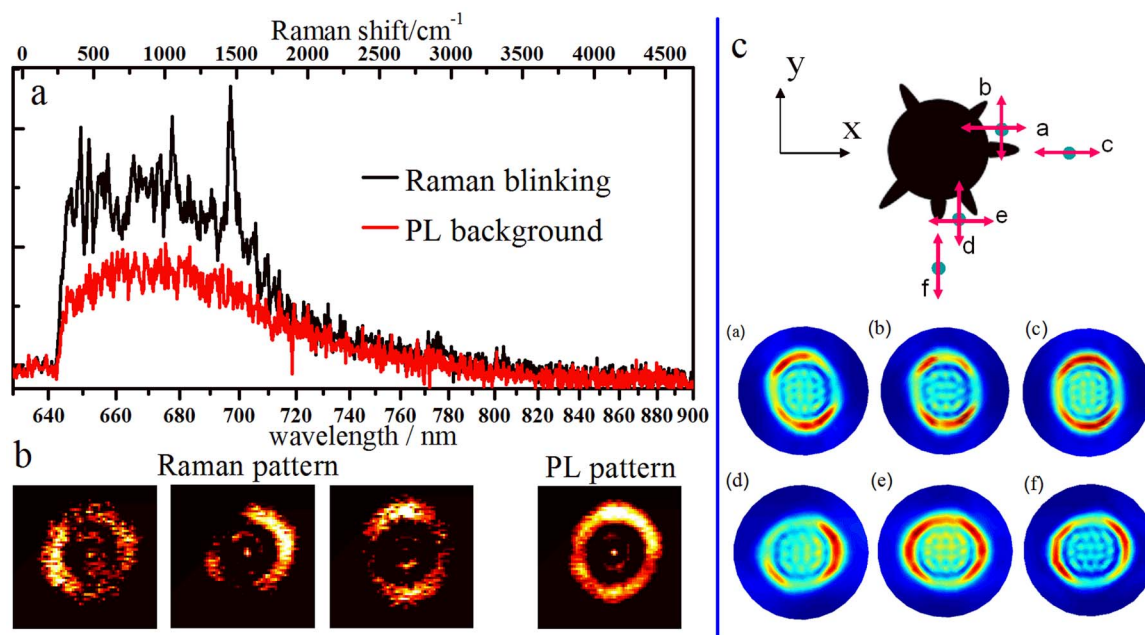 Raman shift/cm-1
0 500 1000 1500 2000 2500 3000 3500 4000 4500
a
Raman blinking
PL background
640 660 680 700 720 740 760 780 800 820 840 860 880 900
wavelength / nm
b
Raman pattern
PL pattern
c
y
x
b
a
c
e
d
f
(a)
(b)
(c)
(d)
(e)
(f)